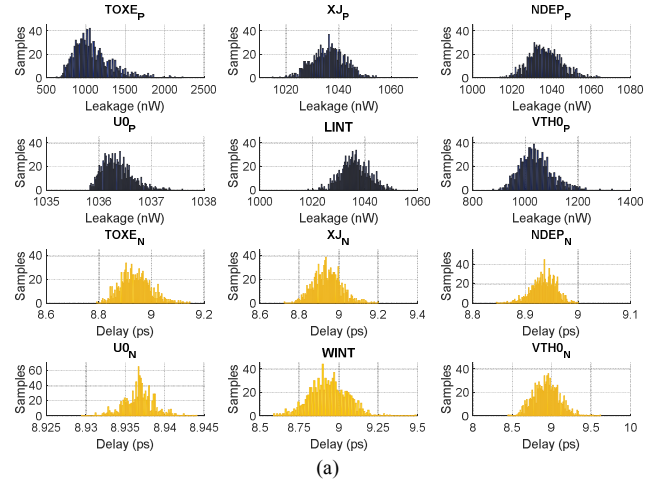 TOXE_P XJ_P NDEP_P
Samples 40 20 0 Samples 40 20 0 Samples 40 20 0
500 1000 1500 2000 2500 1020 1040 1060 1000 1020 1040 1060 1080
Leakage (nW) Leakage (nW) Leakage (nW)
U0_P LINT VTH0_P
Samples 40 20 0 Samples 40 20 0 Samples 40 20 0
1035 1036 1037 1038 1000 1020 1040 1060 800 1000 1200 1400
Leakage (nW) Leakage (nW) Leakage (nW)
TOXE_N XJ_N NDEP_N
Samples 40 20 0 Samples 40 20 0 Samples 40 20 0
8.6 8.8 9 9.2 8.6 8.8 9 9.2 9.4 8.8 8.9 9 9.1
Delay (ps) Delay (ps) Delay (ps)
U0_N WINT VTH0_N
Samples 60 40 20 0 Samples 40 20 0 Samples 40 20 0
8.925 8.93 8.935 8.94 8.945 8.5 8.75 9 9.25 9.5 8 8.5 9 9.5 10
Delay (ps) Delay (ps) Delay (ps)
(a)